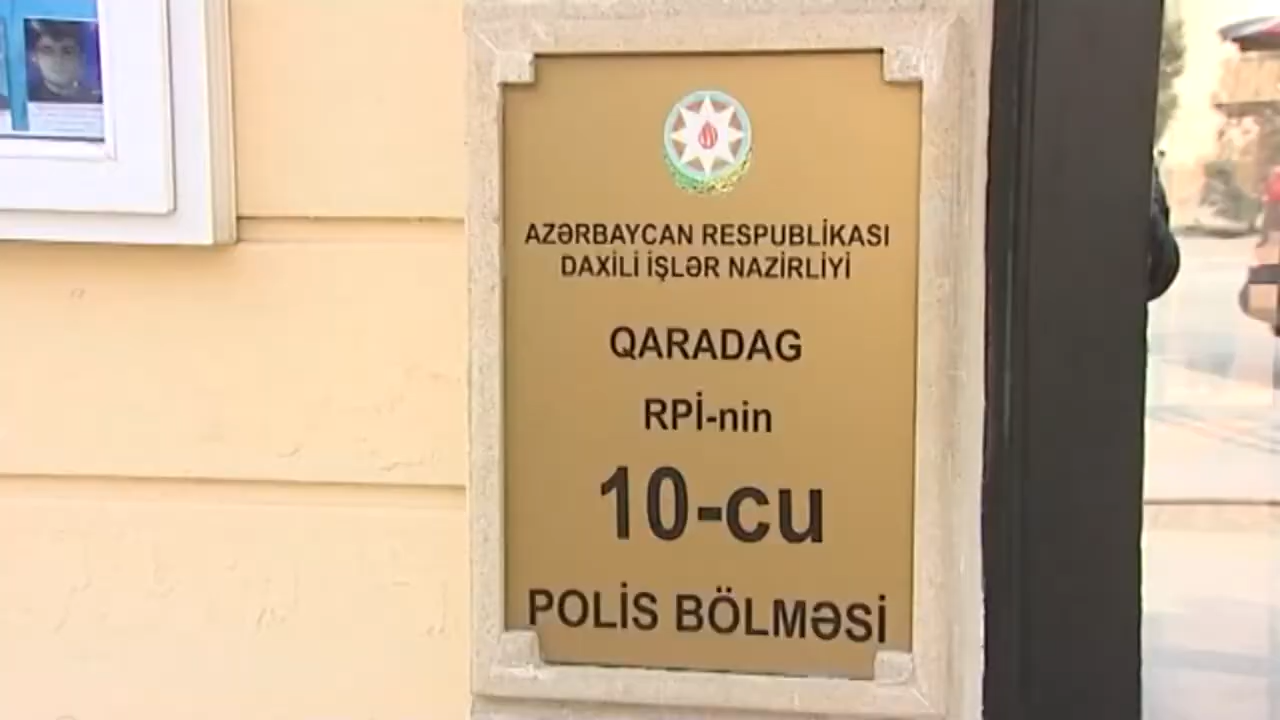 AZƏRBAYCAN RESPUBLİKASI
DAXİLİ İŞLƏR NAZİRLİYİ
QARADAG
RPİ-nin
10-cu
POLİS BÖLMƏSİ